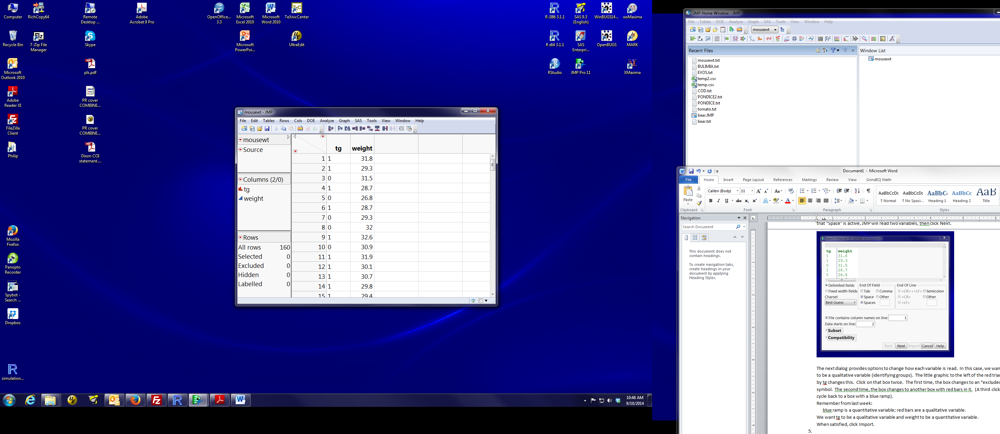 Computer
RichCopy64
Remote
Desktop ...
Adobe
Acrobat 9 Pro
OpenOffice...
3.3
Microsoft
Excel 2010
Microsoft
Word 2010
TeXnicCenter
R i386 3.1.1
SAS 9.3
(English)
WinBUGS14...
wxMaxima
Recycle Bin
7-Zip File
Manager
Skype
Microsoft
PowerPoi...
UltraEdit
R x64 3.1.1
SAS
Enterpri...
OpenBUGS
MARK
Microsoft
Outlook 2010
pls.pdf
RStudio
JMP Pro 11
XMaxima
Adobe
Reader XI
PR cover
COMBINE...
FileZilla
Client
PR cover
COMBINE...
Philip
Dixon COI
statement....
Mozilla
Firefox
Panopto
Recorder
Spybot -
Search ...
Dropbox
simulation...
mousewt - JMP
File Edit Tables Rows Cols DOE Analyze Graph SAS Tools View Window Help
mousewt
Source
Columns (2/0)
tg
weight
Rows
All rows 160
Selected 0
Excluded 0
Hidden 0
Labelled 0
tg weight
1 1 31.8
2 1 29.3
3 0 31.5
4 1 28.7
5 0 26.8
6 1 28.7
7 0 29.3
8 0 32
9 1 32.6
10 0 30.9
11 1 31.9
12 1 30.1
13 1 30.7
14 1 29.8
15 1 29.4
10:48 AM
9/10/2014
JMP Home Window - JMP
File Tables DOE Analyze Graph SAS Tools View Window Help
mousewt
Recent Files
mousewt.txt
BULIMIA.txt
EVOS.txt
temp2.csv
temp.csv
COD.txt
PONDICE2.txt
PONDICE.txt
tomato.txt
bear.JMP
bear.txt
Window List
mousewt
Document1 - Microsoft Word
File Home Insert Page Layout References Mailings Review View GrindEQ Math
Paste
Calibri (Body) 11
AaBbCcDc AaBbCcDc AaBbC AaBbCc AaB
¶ Normal ¶ No Spaci... Heading 1 Heading 2 Title
Clipboard Font Paragraph Styles
Navigation
Search Document
This document does not
contain headings.
To create navigation tabs,
create headings in your
document by applying
Heading Styles.
that "Space" is active, JMP will read two variables, then click Next.
Import C:\Philip\Stat 301 web\data sets\mousewt.txt
tg weight
1 31.8
1 29.3
0 31.5
1 28.7
0 26.8
Delimited fields
Fixed width fields
Charset
Best Guess
End Of Field
Tab Comma
Space Other
Spaces
End Of Line
<CR>+<LF> Semicolon
<CR> Other
<LF>
File contains column names on line: 1
Data starts on line: 2
Subset
Compatibility
Back Next Import Cancel Help
The next dialog provides options to change how each variable is read. In this case, we wan
to be a qualitative variable (identifying groups). The little graphic to the left of the red trian
by tg changes this. Click on that box twice. The first time, the box changes to an "exclude
symbol. The second time, the box changes to another box with red bars in it. (A third click
cycle back to a box with a blue ramp).
Remember from last week:
blue ramp is a quantitative variable; red bars are a qualitative variable.
We want tg to be a qualitative variable and weight to be a quantitative variable.
When satisfied, click Import.
5.